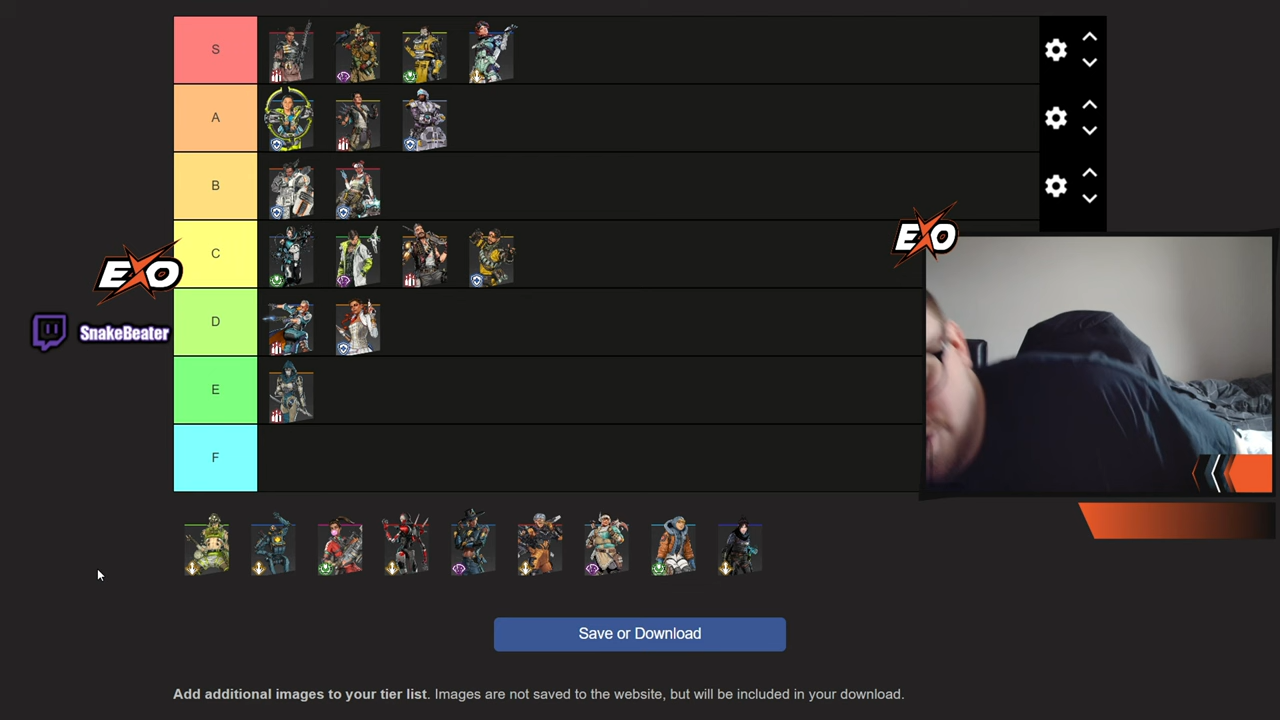 S
A
B
C
D
E
F
EXO
SnakeBeater
EXO
Save or Download
Add additional images to your tier list. Images are not saved to the website, but will be included in your download.